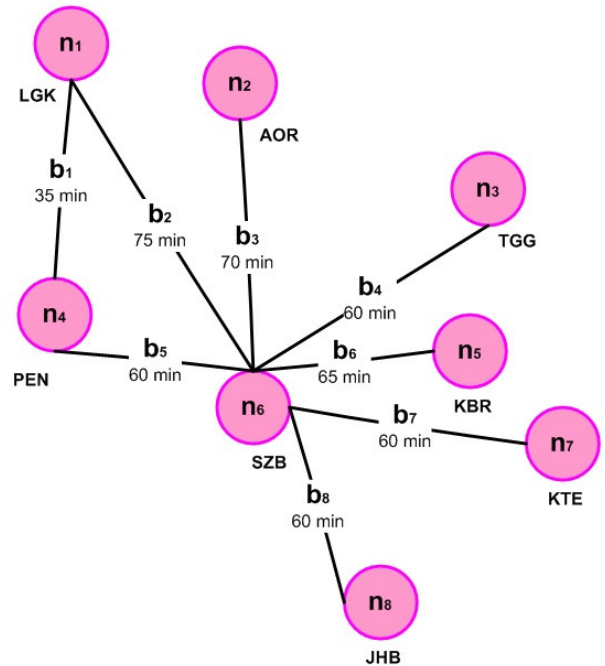 n1
LGK
n2
AOR
b1
35 min
n3
TGG
b2
75 min
b3
70 min
b4
60 min
n4
PEN
b5
60 min
b6
65 min
n5
KBR
n6
SZB
b7
60 min
n7
KTE
b8
60 min
n8
JHB